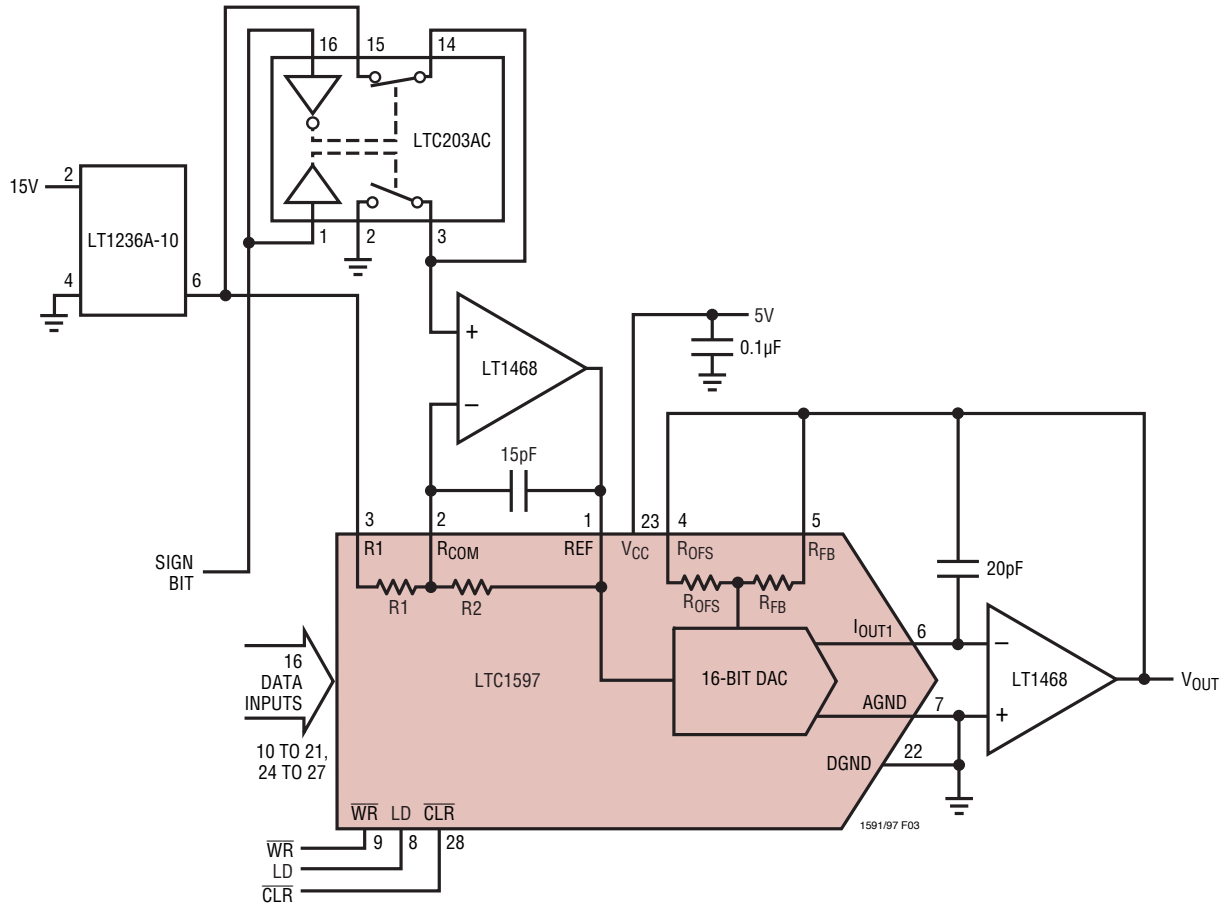 16 15 14
LTC203AC
1 2 3
15V 2
LT1236A-10
4 6
+
LT1468
–
5V
0.1µF
15pF
3 2 1 23 4 5
R1 RCOM REF VCC ROFS RFB
R1 R2 ROFS RFB
20pF
SIGN
BIT
IOUT1 6
–
16-BIT DAC
LTC1597
LT1468
VOUT
AGND 7
+
16
DATA
INPUTS
10 TO 21,
24 TO 27
DGND 22
WR LD CLR
1591/97 F03
9 8 28
WR
LD
CLR